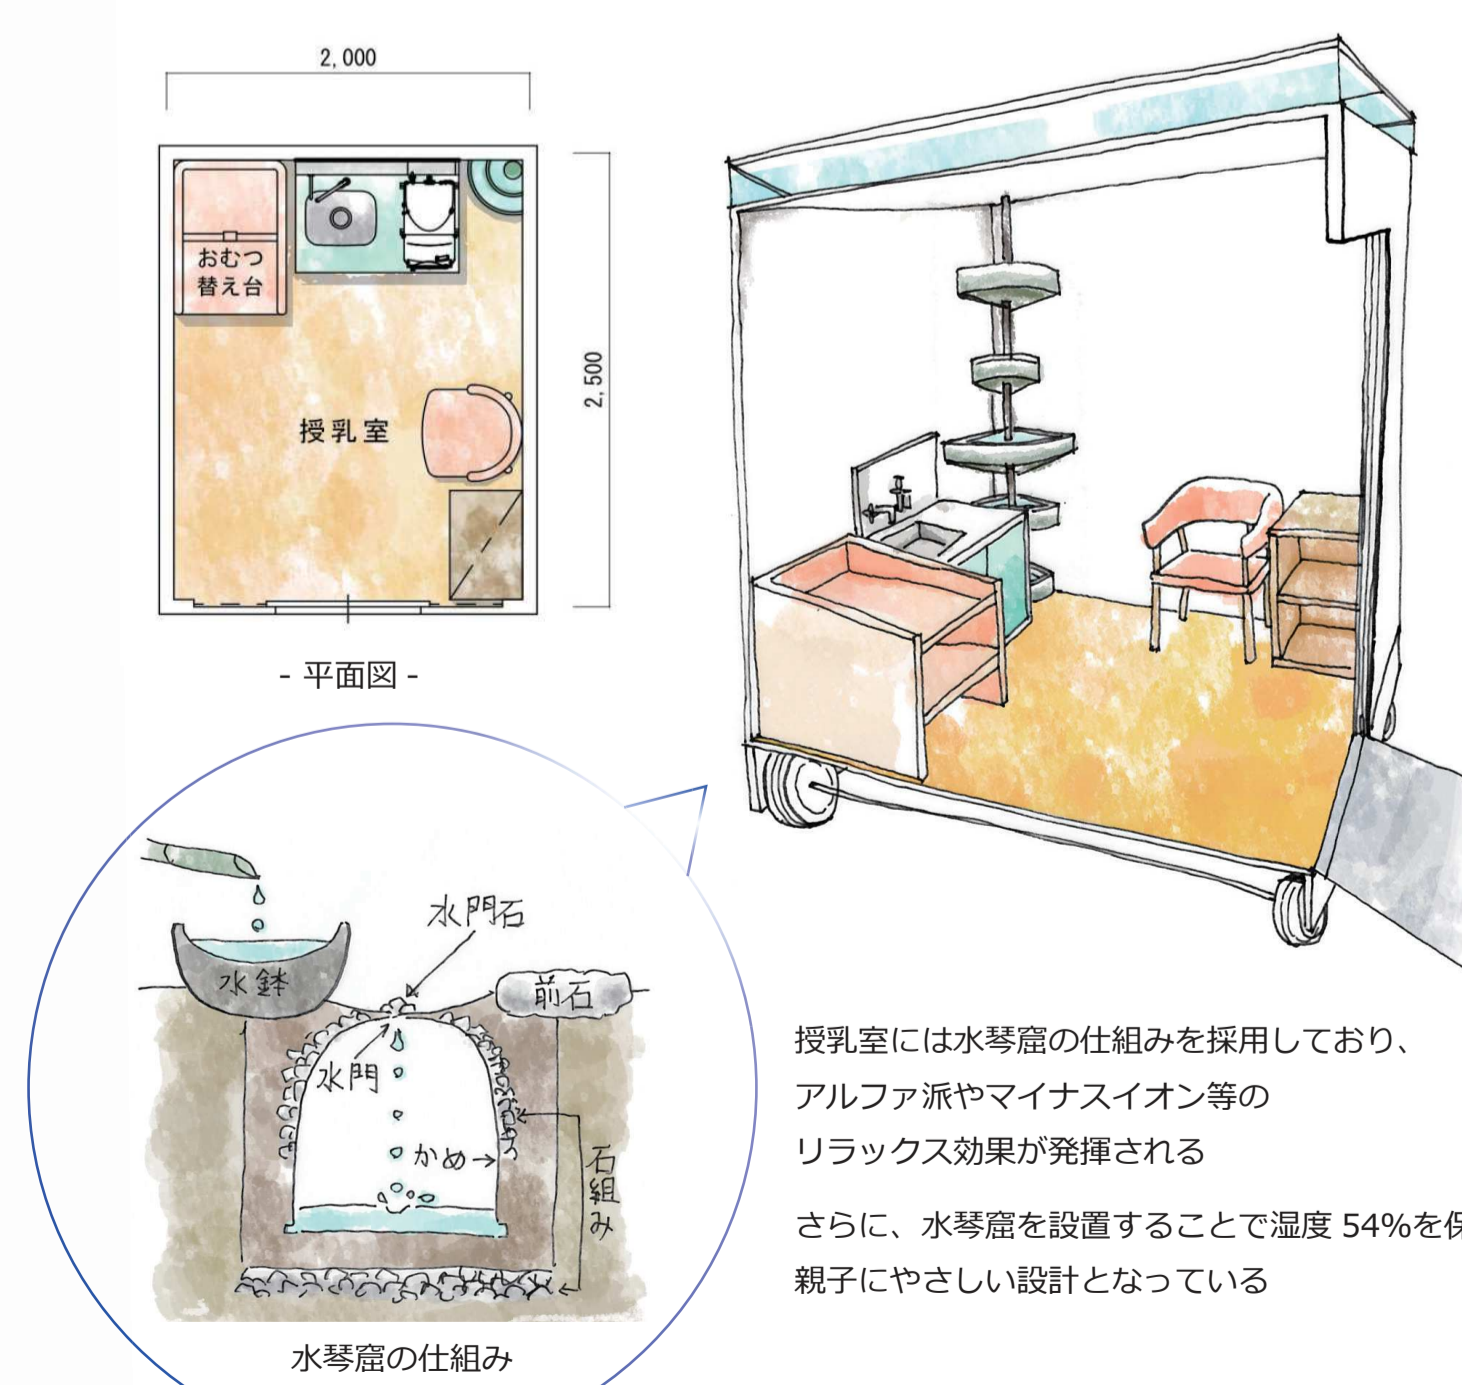 2,000
おむつ
替え台
授乳室
2,500
- 平面図 -
水門石
水鉢
前石
水門
かめ
石組み
水琴窟の仕組み
授乳室には水琴窟の仕組みを採用しており、
アルファ派やマイナスイオン等の
リラックス効果が発揮される
さらに、水琴窟を設置することで湿度 54%を保
親子にやさしい設計となっている